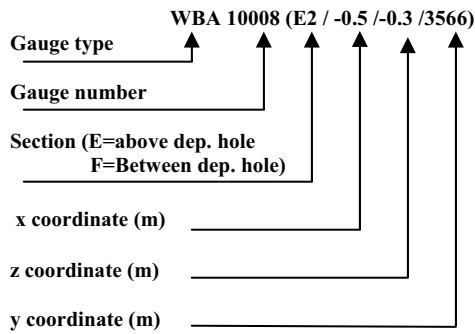 WBA 10008 (E2 / -0.5 /-0.3 /3566)
Gauge type
Gauge number
Section (E=above dep. hole
F=Between dep. hole)
x coordinate (m)
z coordinate (m)
y coordinate (m)